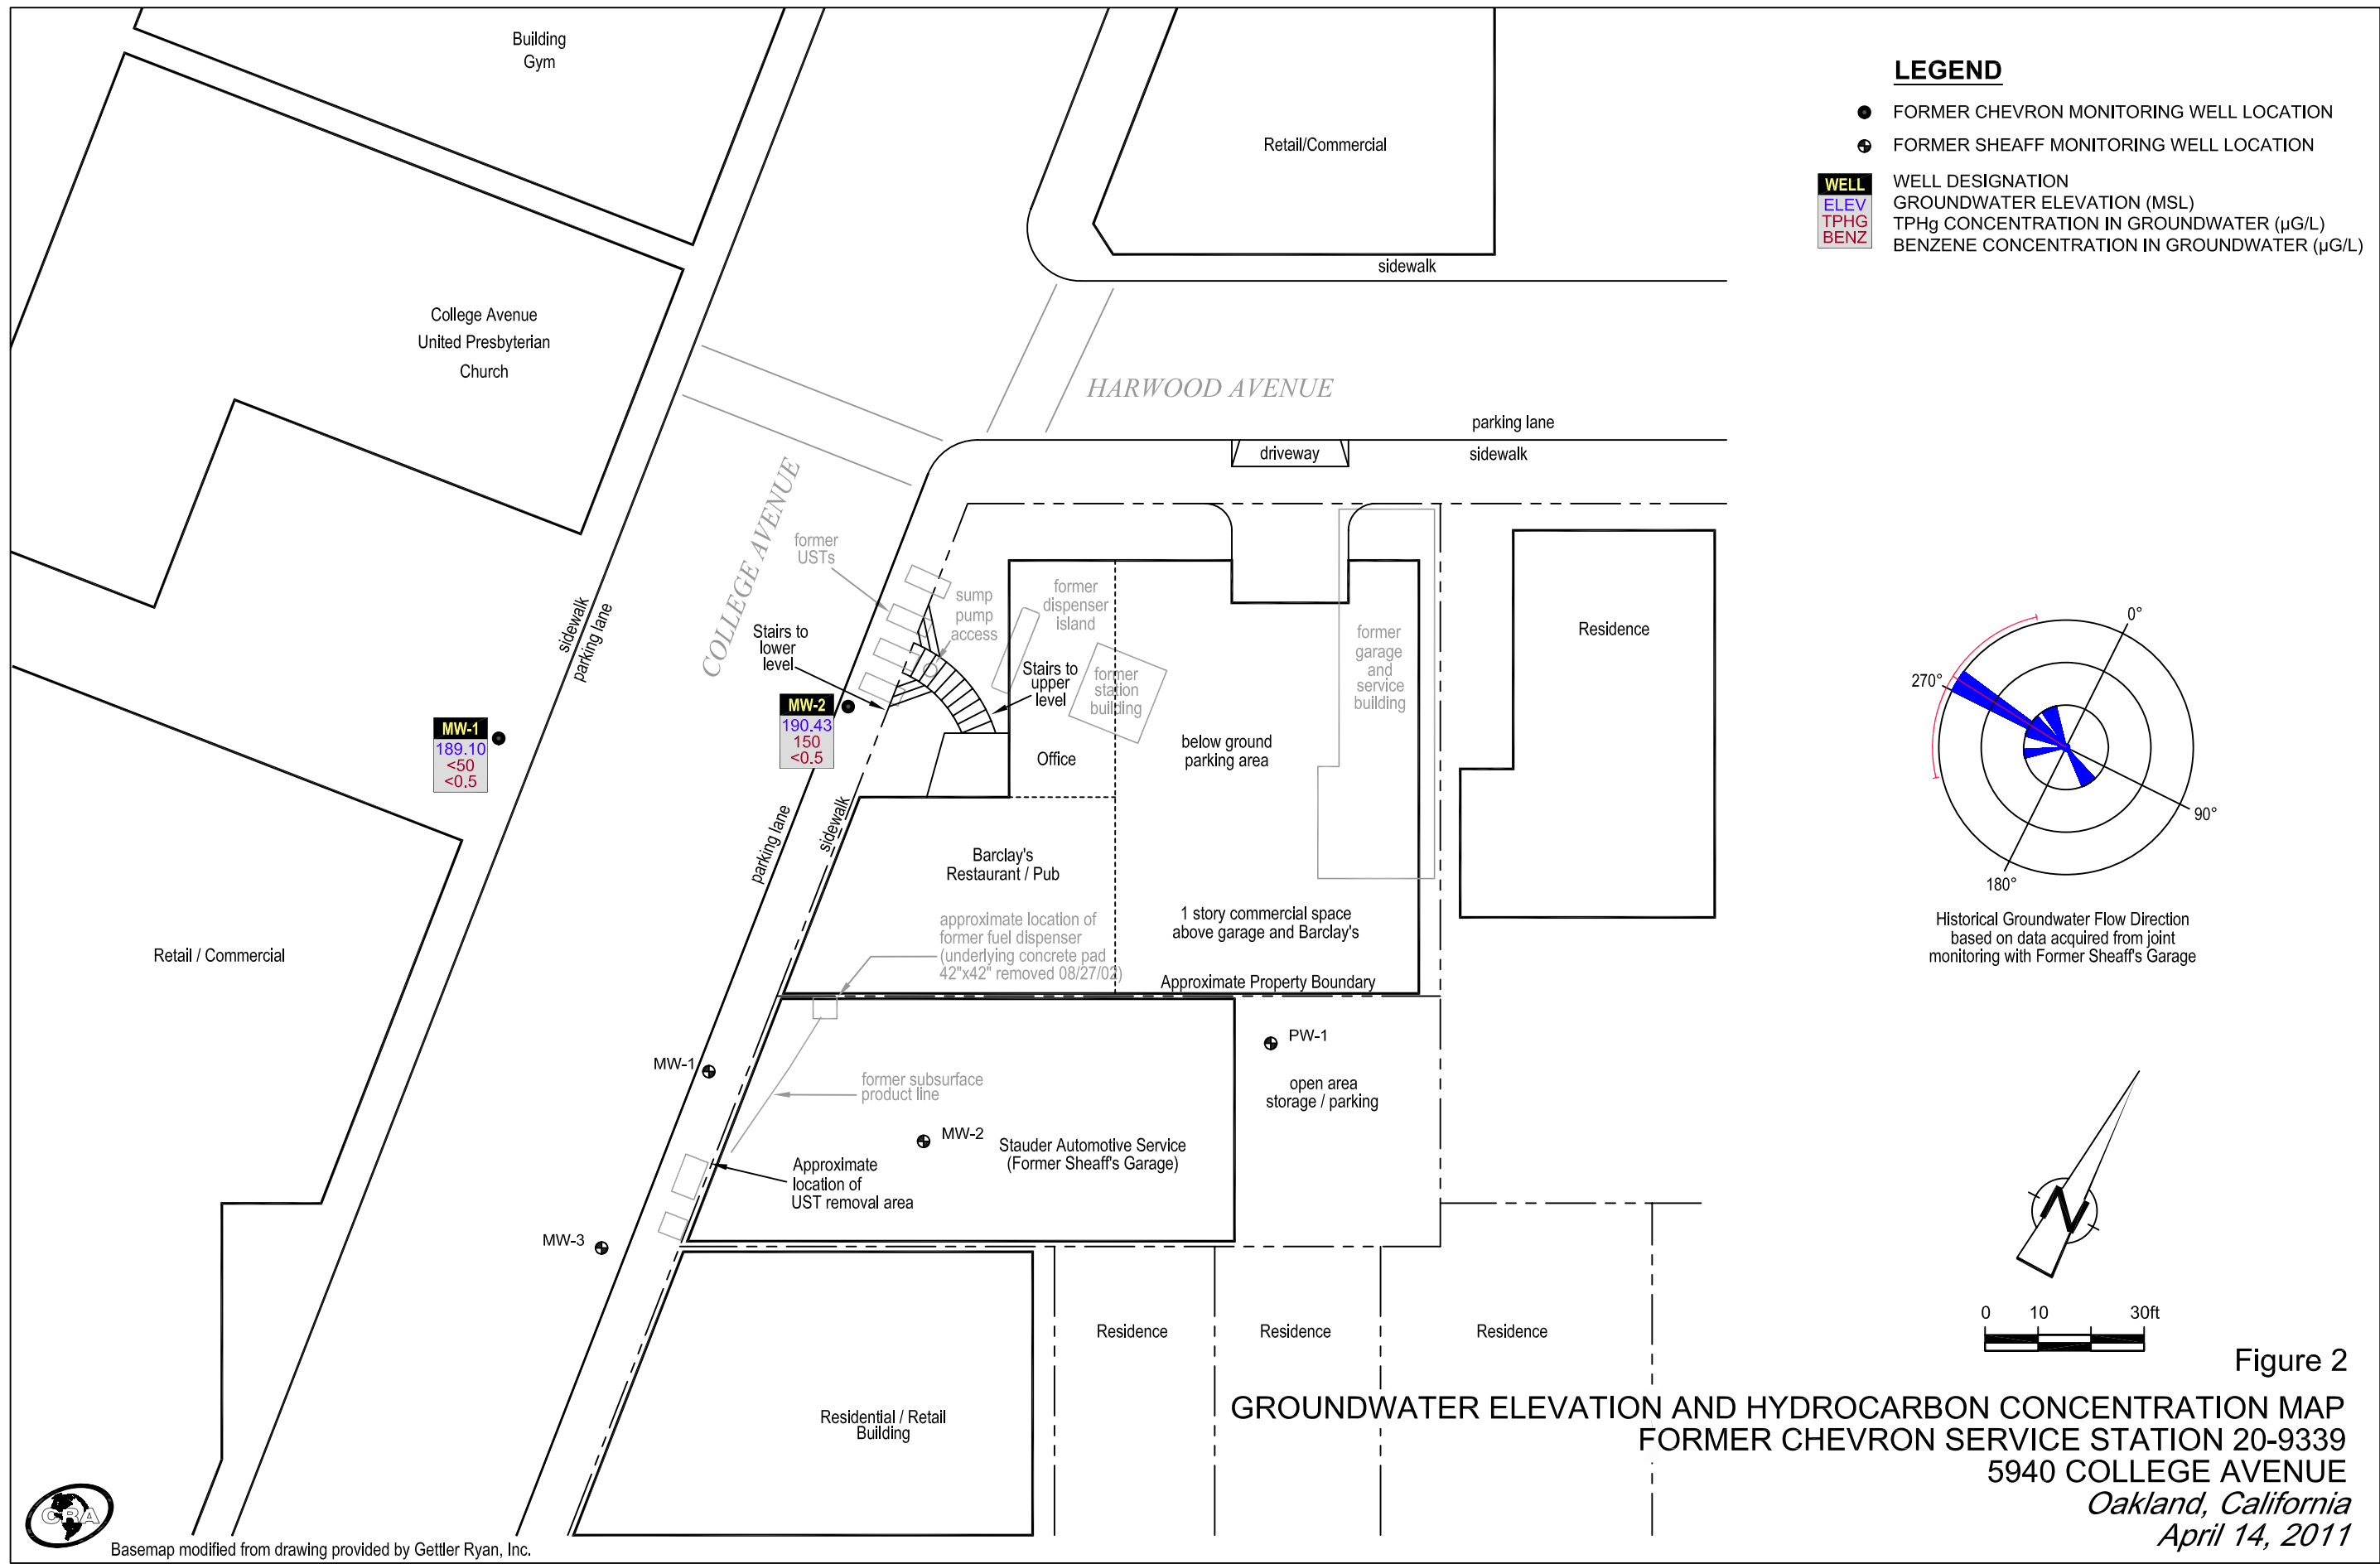 Building
Gym
Retail/Commercial
sidewalk
LEGEND
FORMER CHEVRON MONITORING WELL LOCATION
FORMER SHEAFF MONITORING WELL LOCATION
WELL
ELEV
TPHG
BENZ
WELL DESIGNATION
GROUNDWATER ELEVATION (MSL)
TPHg CONCENTRATION IN GROUNDWATER (µG/L)
BENZENE CONCENTRATION IN GROUNDWATER (µG/L)
College Avenue
United Presbyterian
Church
HARWOOD AVENUE
parking lane
sidewalk
driveway
COLLEGE AVENUE
former
USTs
sump
pump
access
former
dispenser
island
Stairs to
lower
level
Stairs to
upper
level
former
station
building
former
garage
and
service
building
Residence
sidewalk
parking lane
MW-1
189.10
<50
<0.5
MW-2
190.43
150
<0.5
Office
below ground
parking area
parking lane
sidewalk
Barclay's
Restaurant / Pub
1 story commercial space
above garage and Barclay's
approximate location of
former fuel dispenser
(underlying concrete pad
42"x42" removed 08/27/02)
Approximate Property Boundary
Retail / Commercial
0°
270°
90°
180°
Historical Groundwater Flow Direction
based on data acquired from joint
monitoring with Former Sheaff's Garage
MW-1
PW-1
former subsurface
product line
open area
storage / parking
MW-2
Stauder Automotive Service
(Former Sheaff's Garage)
Approximate
location of
UST removal area
MW-3
N
0 10 30ft
Residence
Residence
Residence
Residential / Retail
Building
Figure 2
GROUNDWATER ELEVATION AND HYDROCARBON CONCENTRATION MAP
FORMER CHEVRON SERVICE STATION 20-9339
5940 COLLEGE AVENUE
Oakland, California
April 14, 2011
CRA
Basemap modified from drawing provided by Gettler Ryan, Inc.